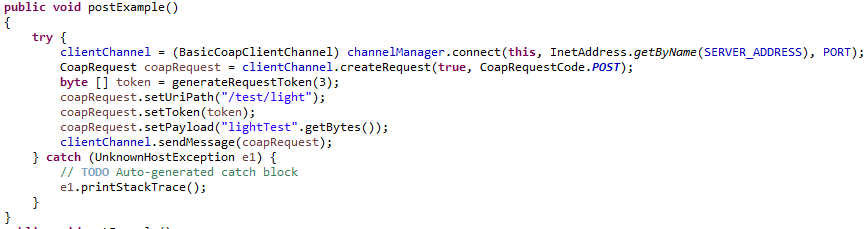 public void postExample()
{
try {
clientChannel = (BasicCoapClientChannel) channelManager.connect(this, InetAddress.getByName(SERVER_ADDRESS), PORT);
CoapRequest coapRequest = clientChannel.createRequest(true, CoapRequestCode.POST);
byte [] token = generateRequestToken(3);
coapRequest.setUriPath("/test/light");
coapRequest.setToken(token);
coapRequest.setPayload("lightTest".getBytes());
clientChannel.sendMessage(coapRequest);
} catch (UnknownHostException e1) {
// TODO Auto-generated catch block
e1.printStackTrace();
}
}